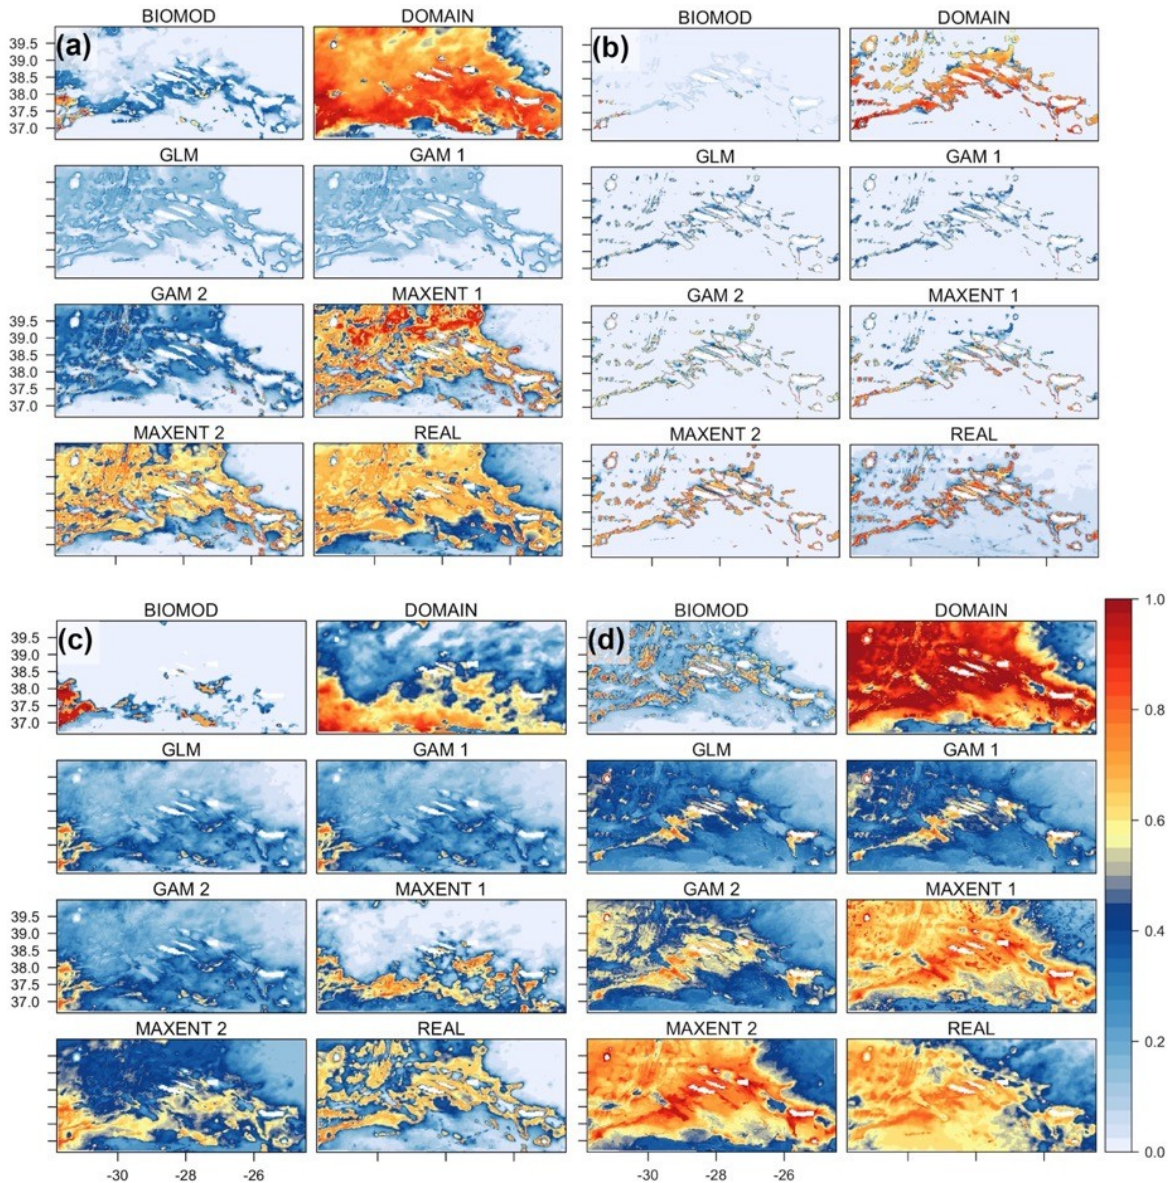 BIOMOD DOMAIN
(a)
39.5
39.0
38.5
38.0
37.5
37.0
GLM GAM 1
GAM 2 MAXENT 1
39.5
39.0
38.5
38.0
37.5
37.0
MAXENT 2 REAL
BIOMOD DOMAIN
(b)
GLM GAM 1
GAM 2 MAXENT 1
MAXENT 2 REAL
BIOMOD DOMAIN
(c)
39.5
39.0
38.5
38.0
37.5
37.0
GLM GAM 1
GAM 2 MAXENT 1
39.5
39.0
38.5
38.0
37.5
37.0
MAXENT 2 REAL
-30 -28 -26
BIOMOD DOMAIN
(d)
GLM GAM 1
GAM 2 MAXENT 1
MAXENT 2 REAL
-30 -28 -26
1.0
0.8
0.6
0.4
0.2
0.0